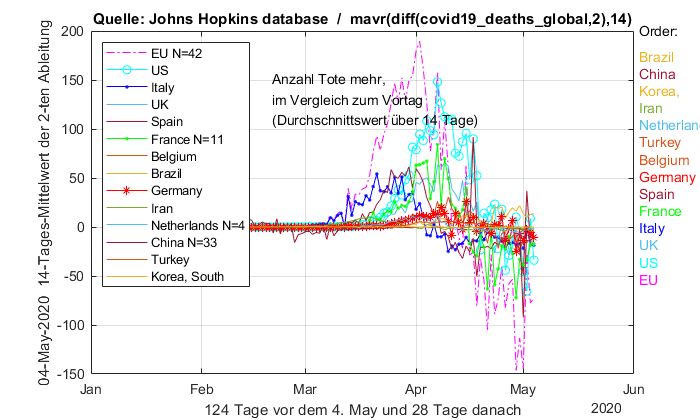 Quelle: Johns Hopkins database / mavr(diff(covid19_deaths_global,2),14)
Order:
04-May-2020 14-Tages-Mittelwert der 2-ten Ableitung
200
150
100
50
0
-50
-100
-150
EU N=42
US
Italy
UK
Spain
France N=11
Belgium
Brazil
Germany
Iran
Netherlands N=4
China N=33
Turkey
Korea, South
Anzahl Tote mehr,
im Vergleich zum Vortag
(Durchschnittswert über 14 Tage)
Brazil
China
Korea,
Iran
Netherland
Turkey
Belgium
Germany
Spain
France
Italy
UK
US
EU
Jan Feb Mar Apr May Jun
2020
124 Tage vor dem 4. May und 28 Tage danach